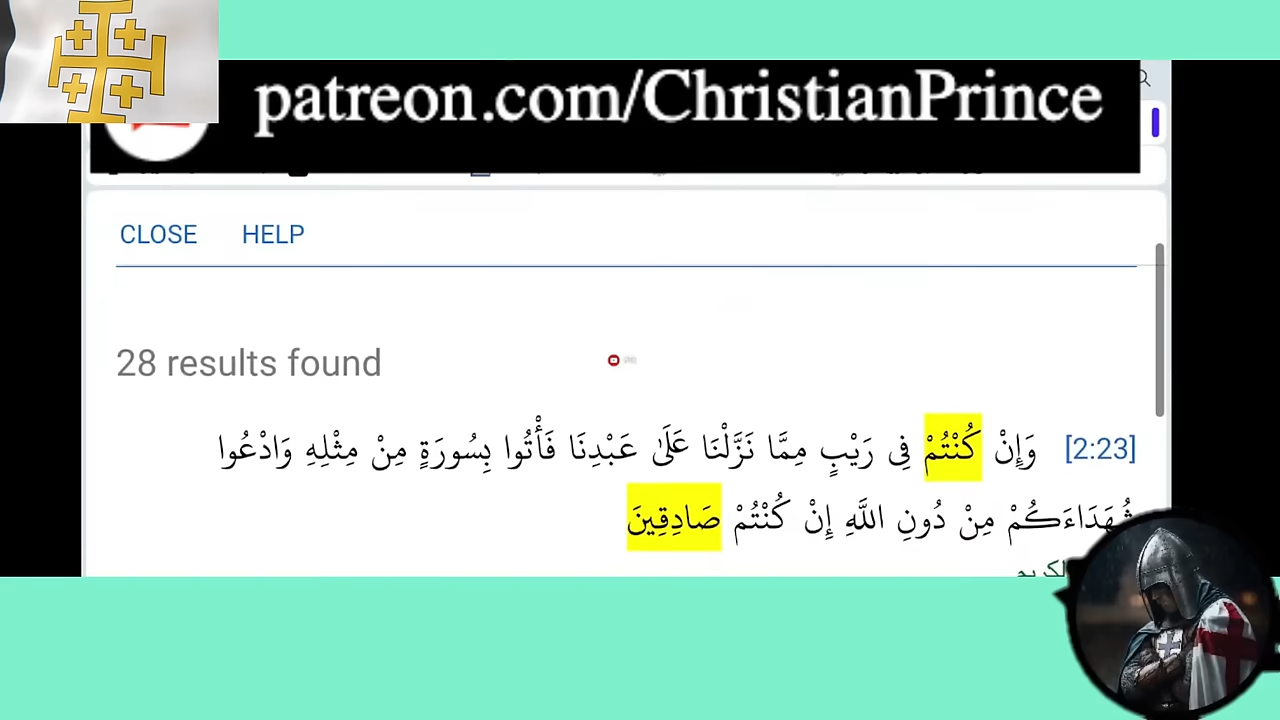 patreon.com/ChristianPrince
CLOSE HELP
28 results found
[2:23] وَإِنْ كُنْتُمْ فِى رَيْبٍ مِمَّا نَزَّلْنَا عَلَىٰ عَبْدِنَا فَأْتُوا بِسُورَةٍ مِنْ مِثْلِهِ وَادْعُوا
شُهَدَاءَكُمْ مِنْ دُونِ اللَّهِ إِنْ كُنْتُمْ صَادِقِينَ